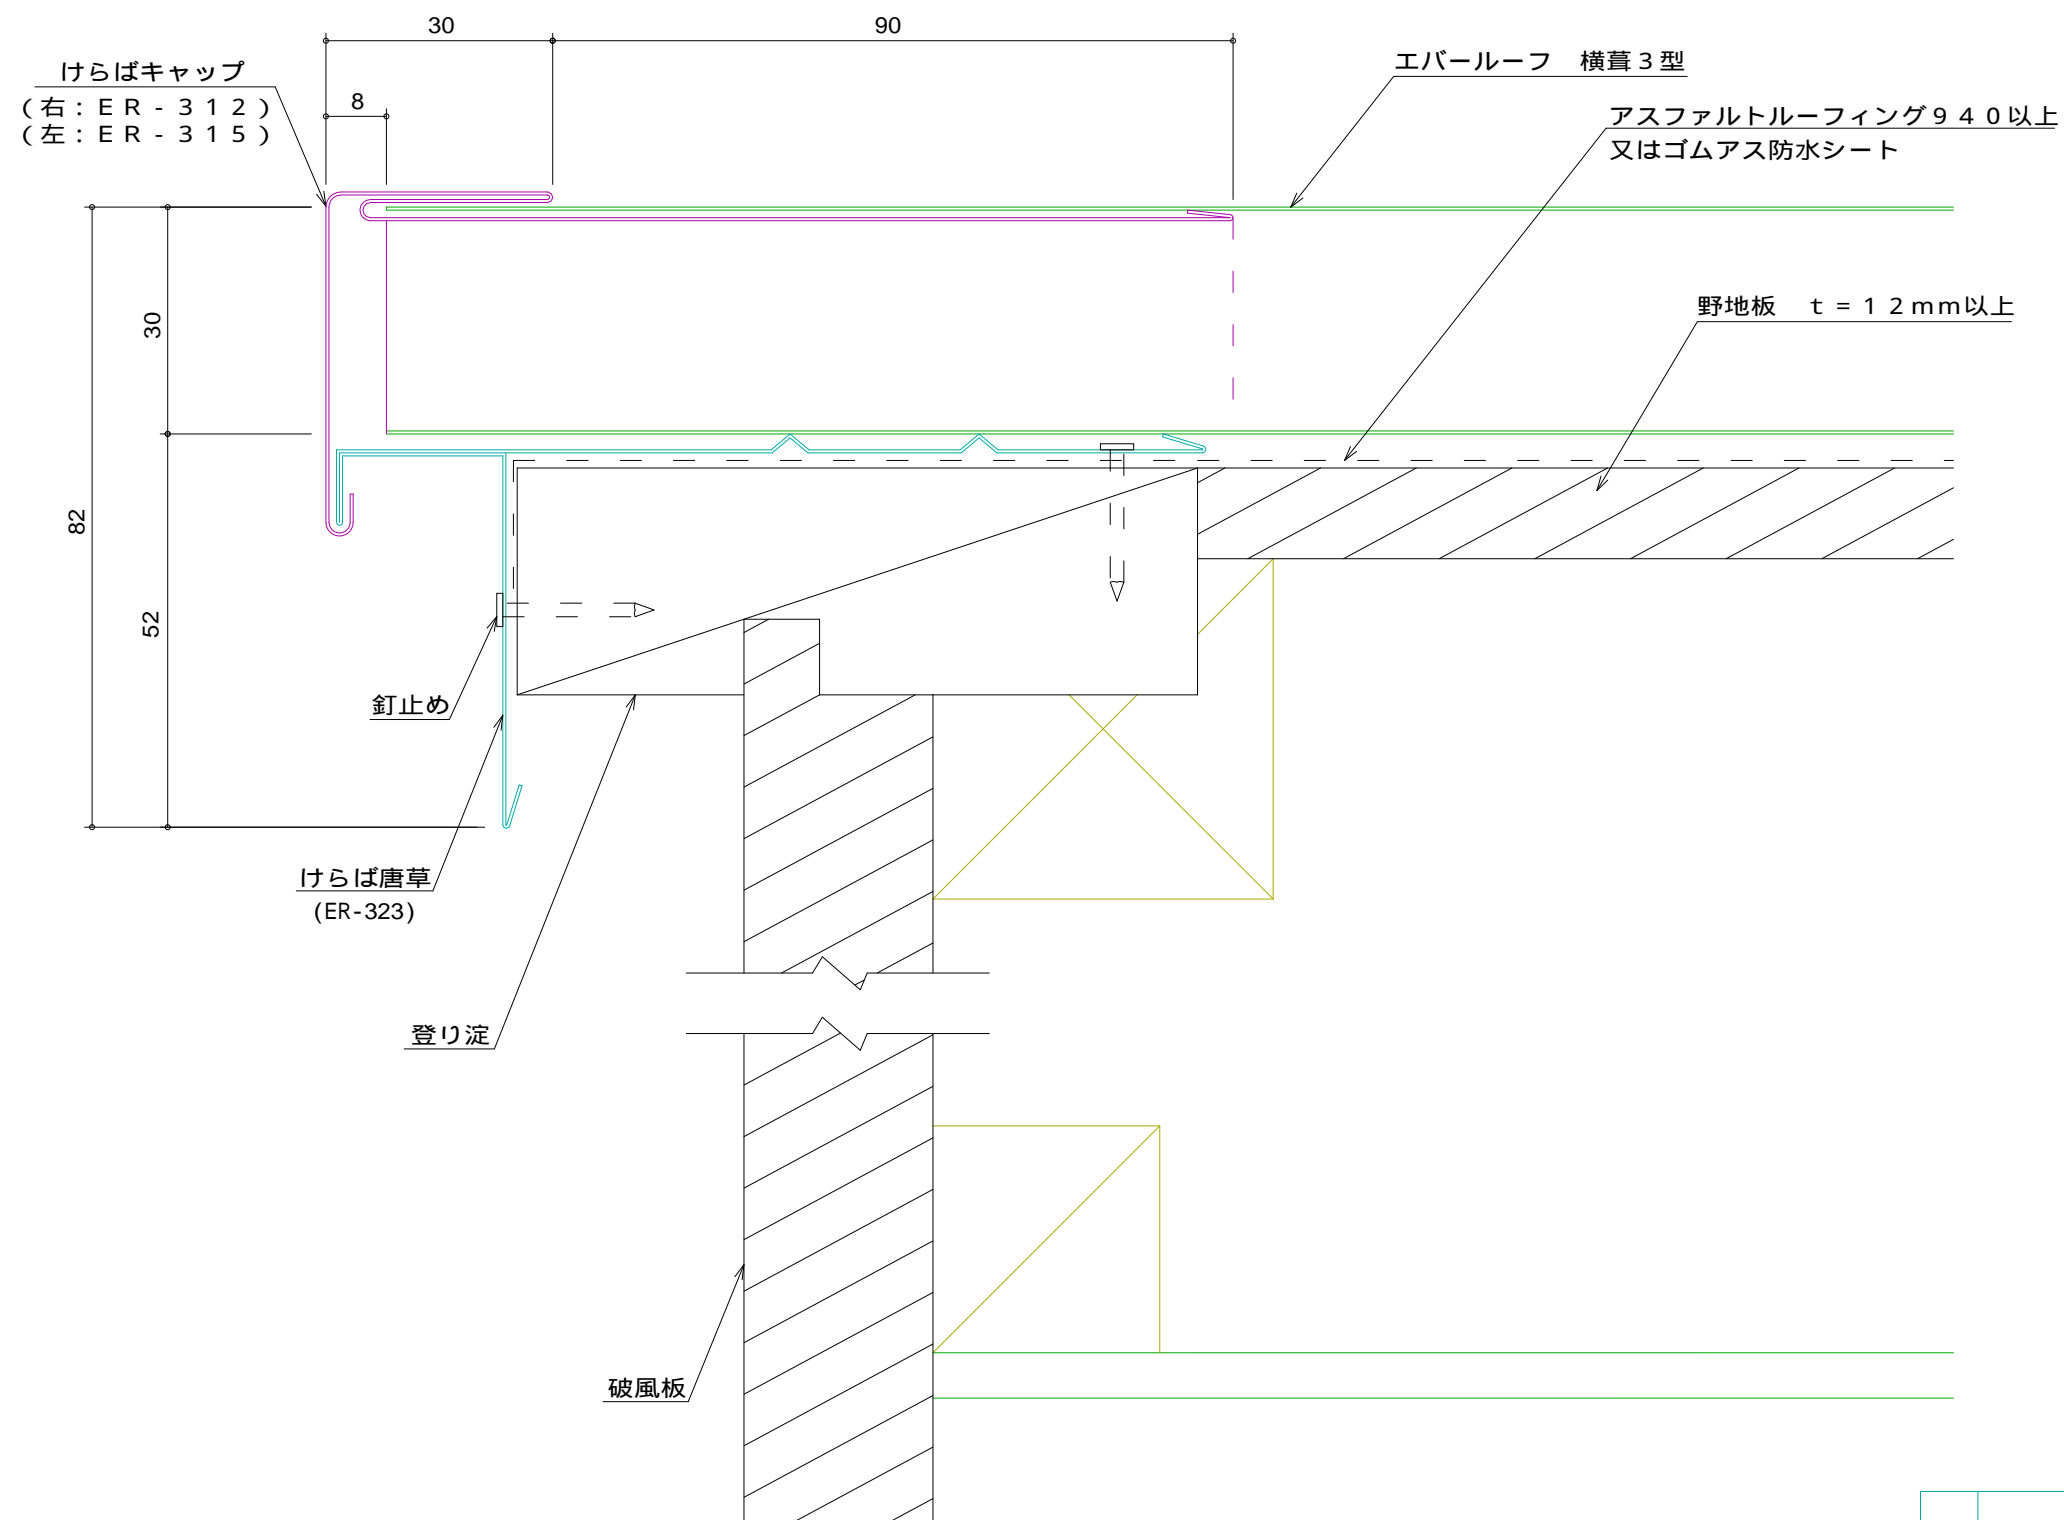 30
90
けらばキャップ
(右：ＥＲ-３１２)
(左：ＥＲ-３１５)
8
エバールーフ　横葺３型
アスファルトルーフィング９４０以上
又はゴムアス防水シート
野地板　ｔ=１２ｍｍ以上
30
82
52
釘止め
けらば唐草
(ER-323)
登り淀
破風板